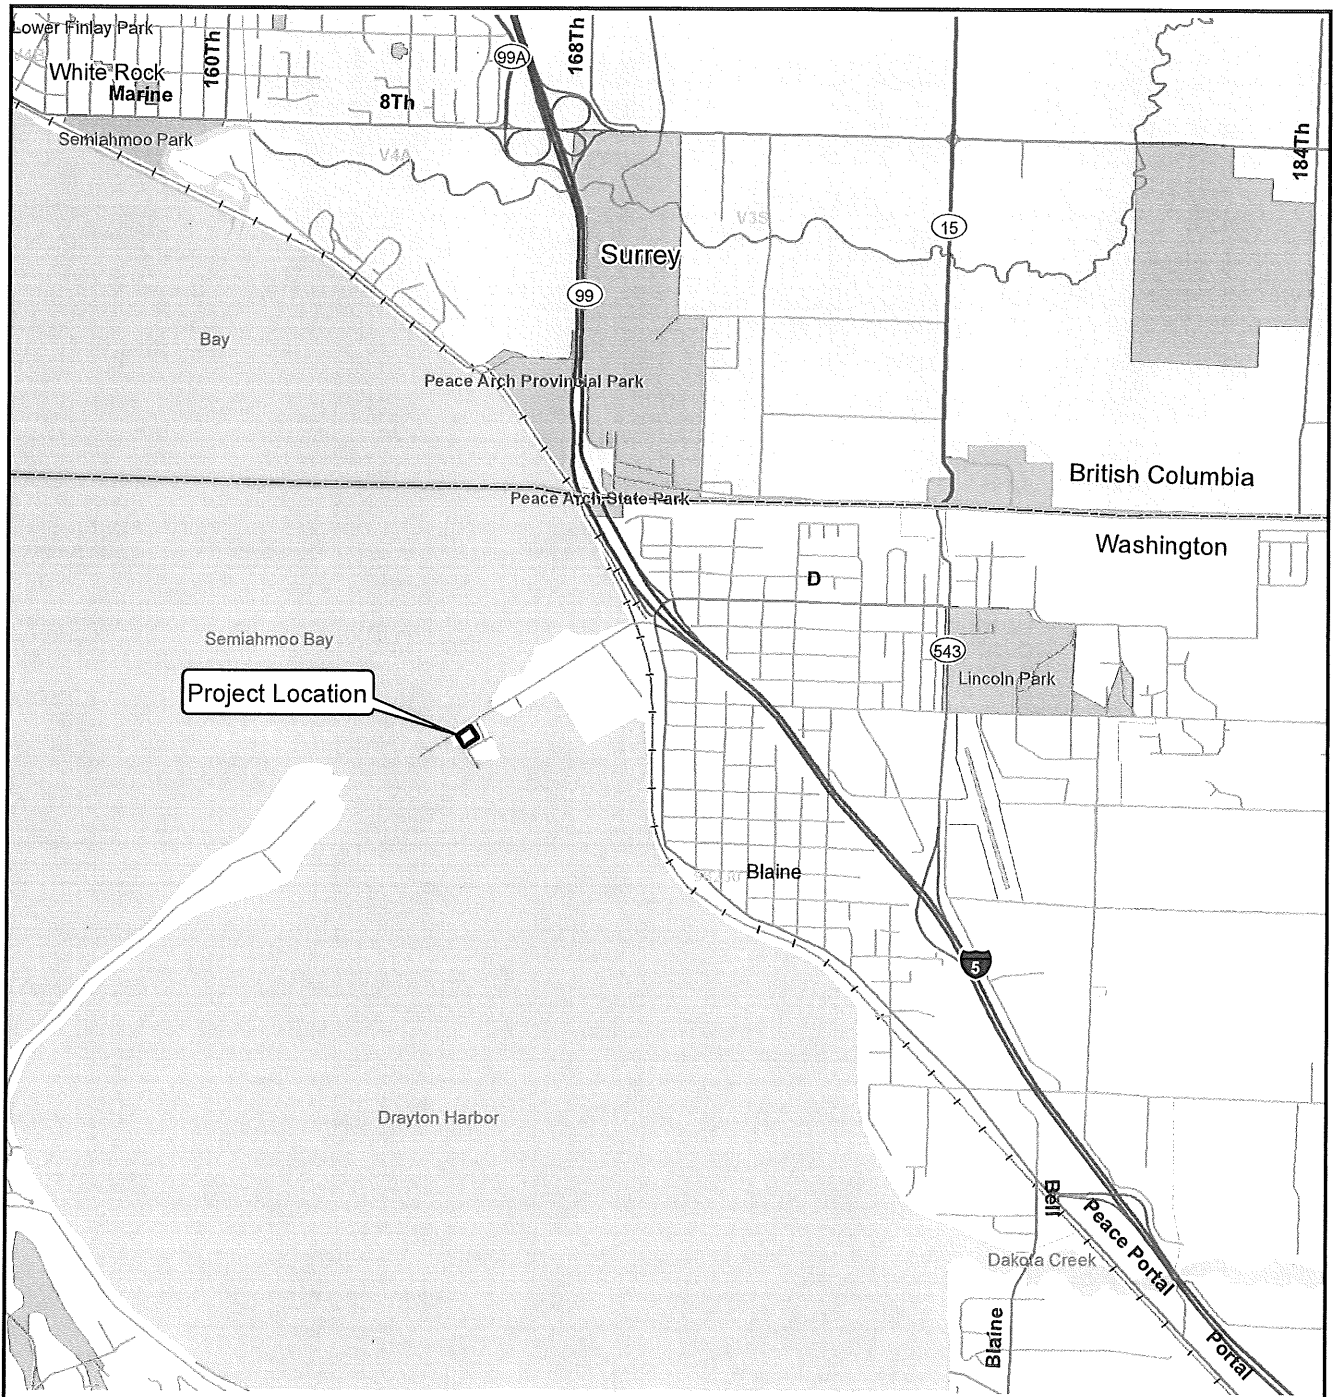 Lower Finlay Park
160Th
99A
168Th
White Rock
Marine
8Th
Semiahmoo Park
V4A
184Th
V3S
15
Surrey
99
Bay
Peace Arch Provincial Park
British Columbia
Peace Arch State Park
Washington
D
Semiahmoo Bay
543
Lincoln Park
Project Location
Blaine
5
Drayton Harbor
Bell
Peace Portal
Dakota Creek
Blaine
Portal